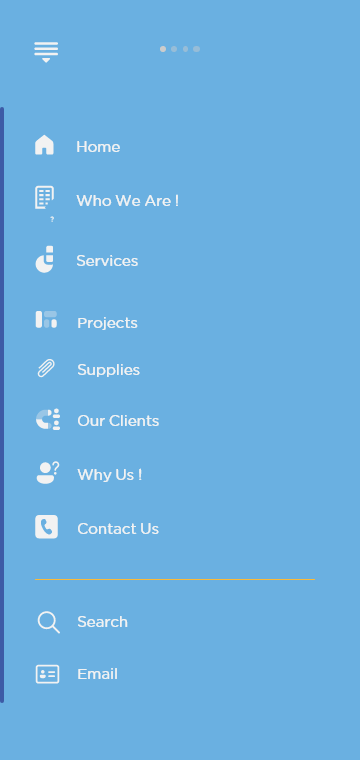 Home
Who We Are !
Services
Projects
Supplies
Our Clients
Why Us !
Contact Us
Search
Email